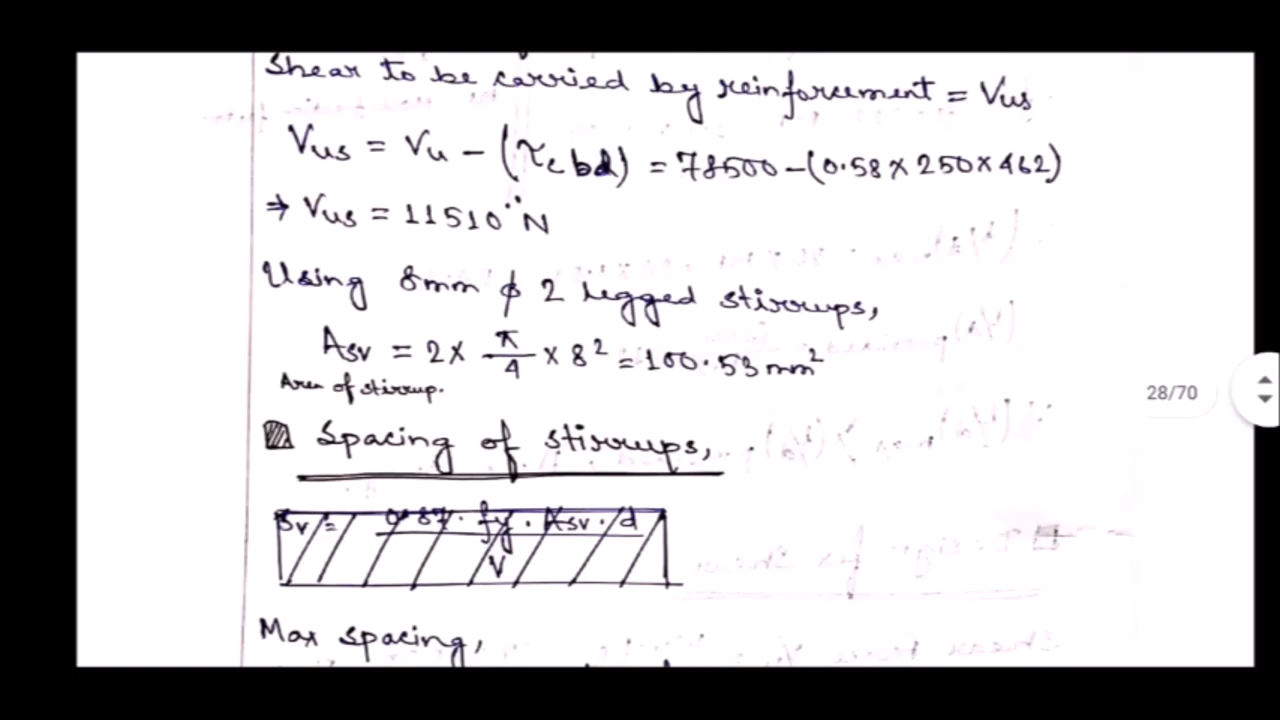 Shear to be carried by reinforcement = Vus
Vus = Vu - (τc bd) = 78500 - (0.58 × 250 × 462)
⇒ Vus = 11510 N
Using 8mm ϕ 2 legged stirrups,
Asv = 2 × π/4 × 8² = 100.53 mm²
Area of stirrup.
28/70
Spacing of stirrups,
Sv = 0.87 · fy · Asv · d / V
Max spacing,